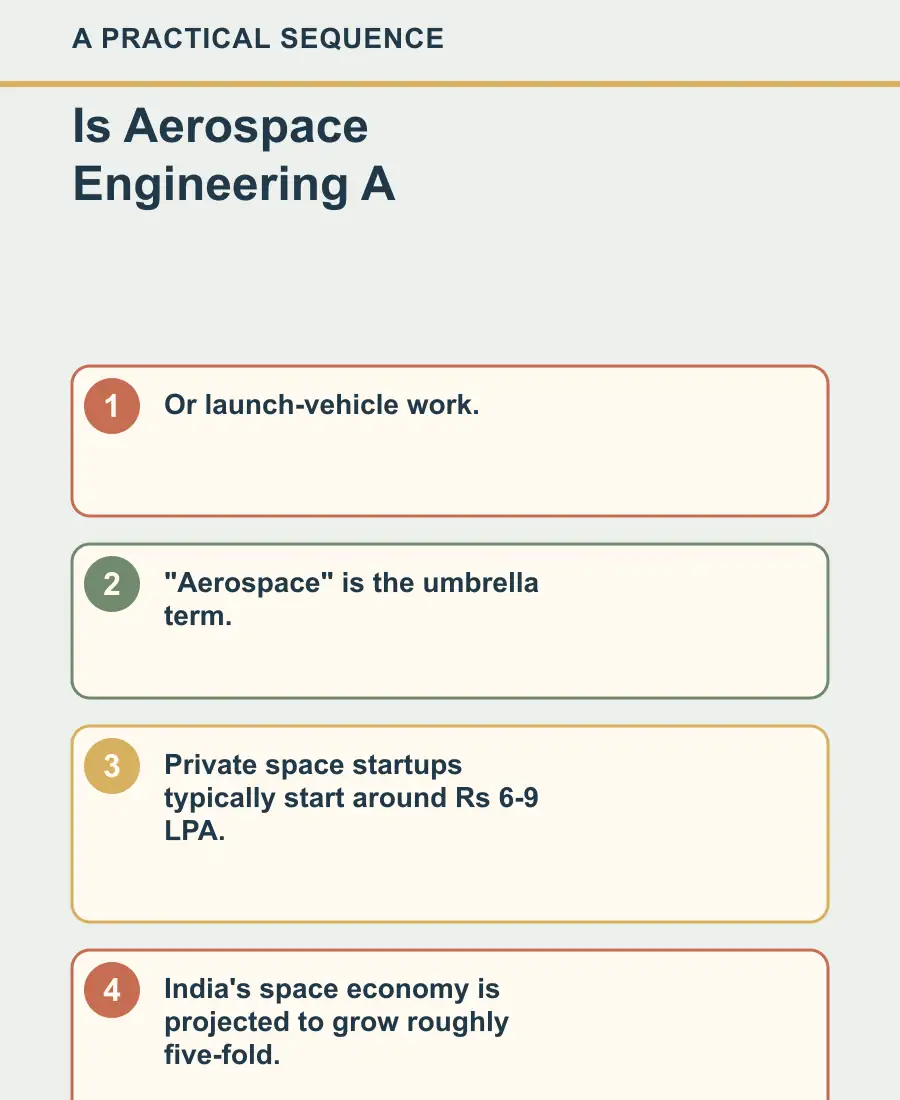 A PRACTICAL SEQUENCE
Is Aerospace
Engineering A
1
Or launch-vehicle work.
2
"Aerospace" is the umbrella
term.
3
Private space startups
typically start around Rs 6-9
LPA.
4
India's space economy is
projected to grow roughly
five-fold.